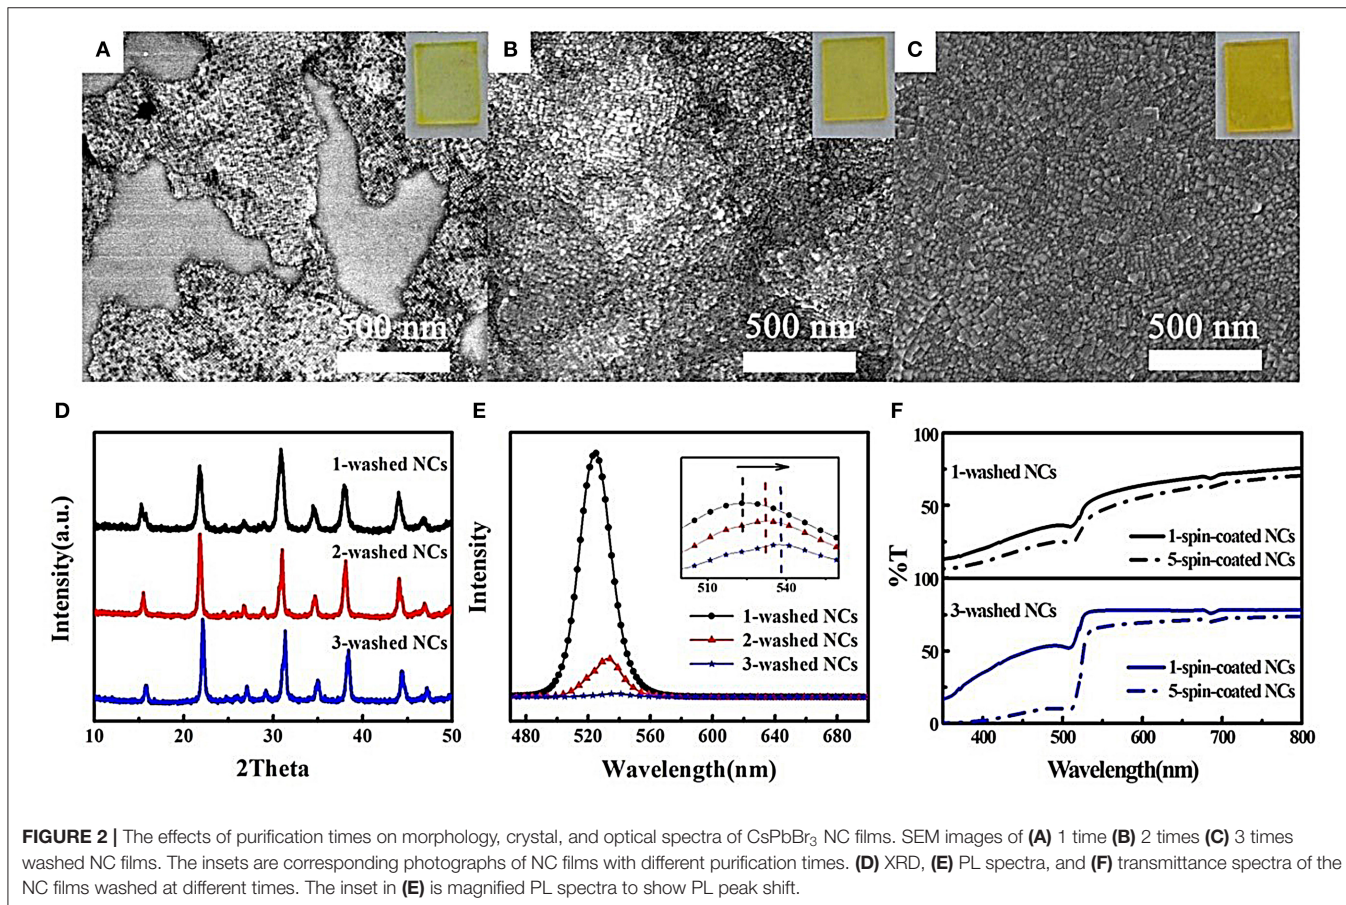 A
B
C
500 nm
500 nm
500 nm
D
E
F
1-washed NCs
2-washed NCs
3-washed NCs
Intensity(a.u.)
10 20 30 40 50
2Theta
510 540
1-washed NCs
2-washed NCs
3-washed NCs
Intensity
480 520 560 600 640 680
Wavelength(nm)
100
1-washed NCs
50
1-spin-coated NCs
5-spin-coated NCs
%T
100
3-washed NCs
50
1-spin-coated NCs
5-spin-coated NCs
0
400 500 600 700 800
Wavelength(nm)
FIGURE 2 | The effects of purification times on morphology, crystal, and optical spectra of CsPbBr₃ NC films. SEM images of (A) 1 time (B) 2 times (C) 3 times
washed NC films. The insets are corresponding photographs of NC films with different purification times. (D) XRD, (E) PL spectra, and (F) transmittance spectra of the
NC films washed at different times. The inset in (E) is magnified PL spectra to show PL peak shift.